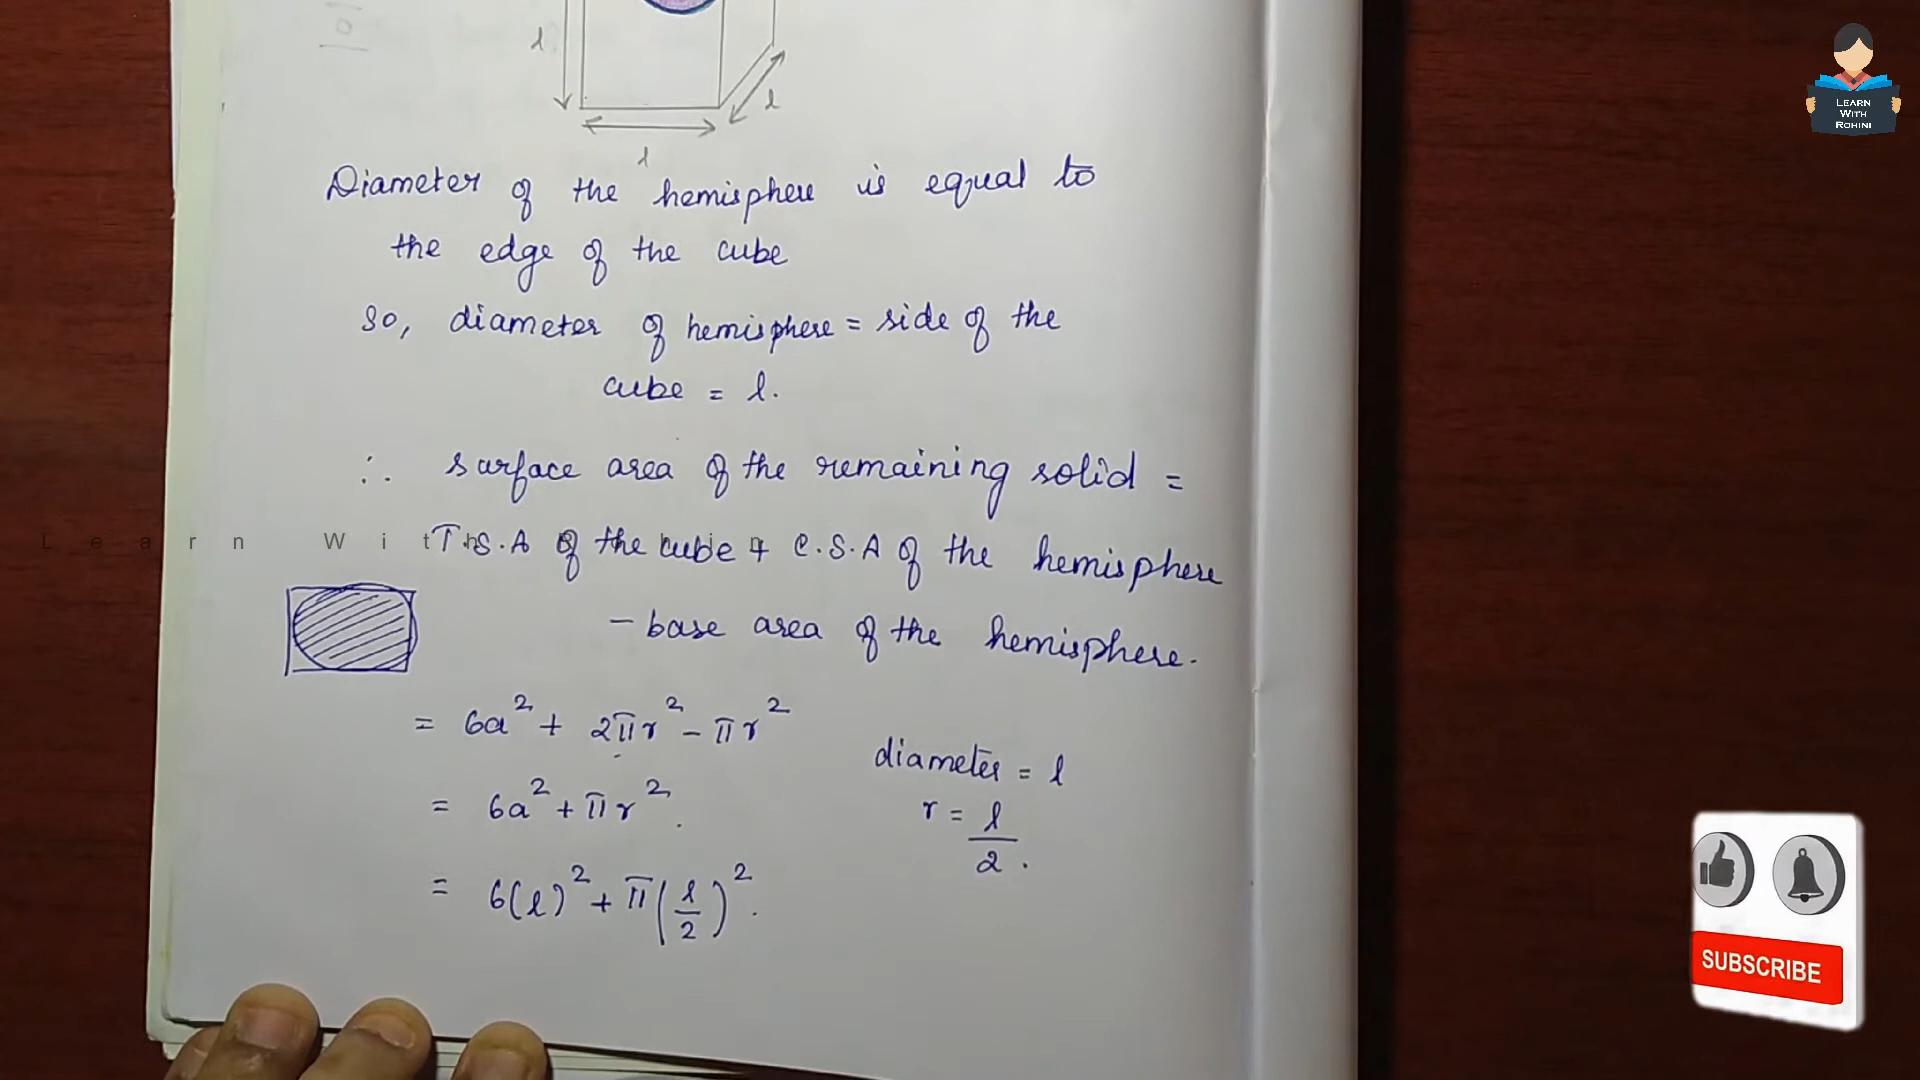 l
l
l
Diameter of the hemisphere is equal to
the edge of the cube
So, diameter of hemisphere = side of the
cube = l.
∴ surface area of the remaining solid =
T.S.A of the cube + C.S.A of the hemisphere
- base area of the hemisphere.
= 6a² + 2πr² - πr²
= 6a² + πr².
= 6(l)² + π(l/2)².
diameter = l
r = l/2.
Learn With
LEARN
WITH
ROHINI
SUBSCRIBE